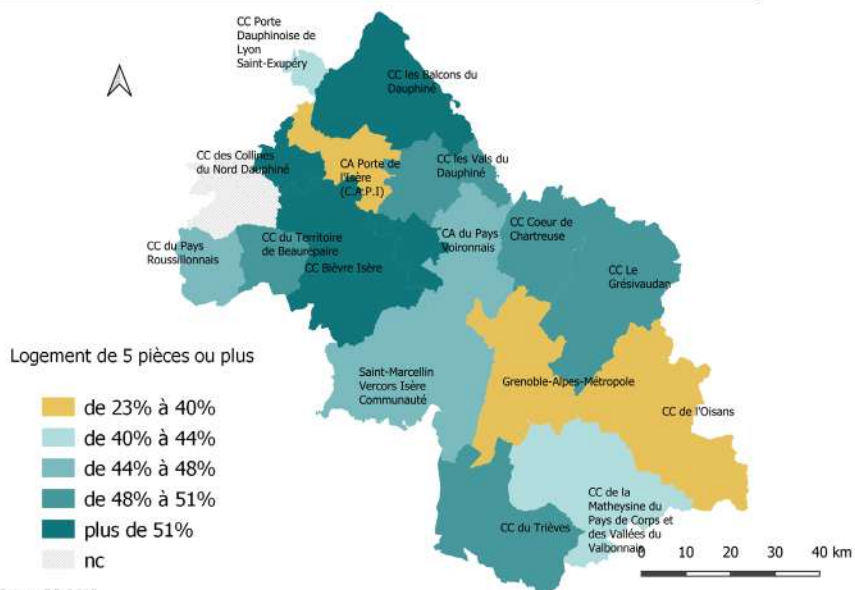 CC Porte
Dauphinoise de
Lyon
Saint-Exupéry
CC les Balcons du
Dauphiné
CC des Collines
du Nord Dauphiné
CA Porte de
l'Isère
(C.A.P.I)
CC les Vals du
Dauphiné
CC du Pays
Roussillonnais
CC du Territoire
de Beaurepaire
CC Bièvre Isère
CA du Pays
Voironnais
CC Coeur de
Chartreuse
CC Le
Grésivaudan
Logement de 5 pièces ou plus
de 23% à 40%
de 40% à 44%
de 44% à 48%
de 48% à 51%
plus de 51%
nc
Saint-Marcellin
Vercors Isère
Communauté
Grenoble-Alpes-Métropole
CC de l'Oisans
CC du Trièves
CC de la
Matheysine du
Pays de Corps et
des Vallées du
Valbonnais
0 10 20 30 40 km